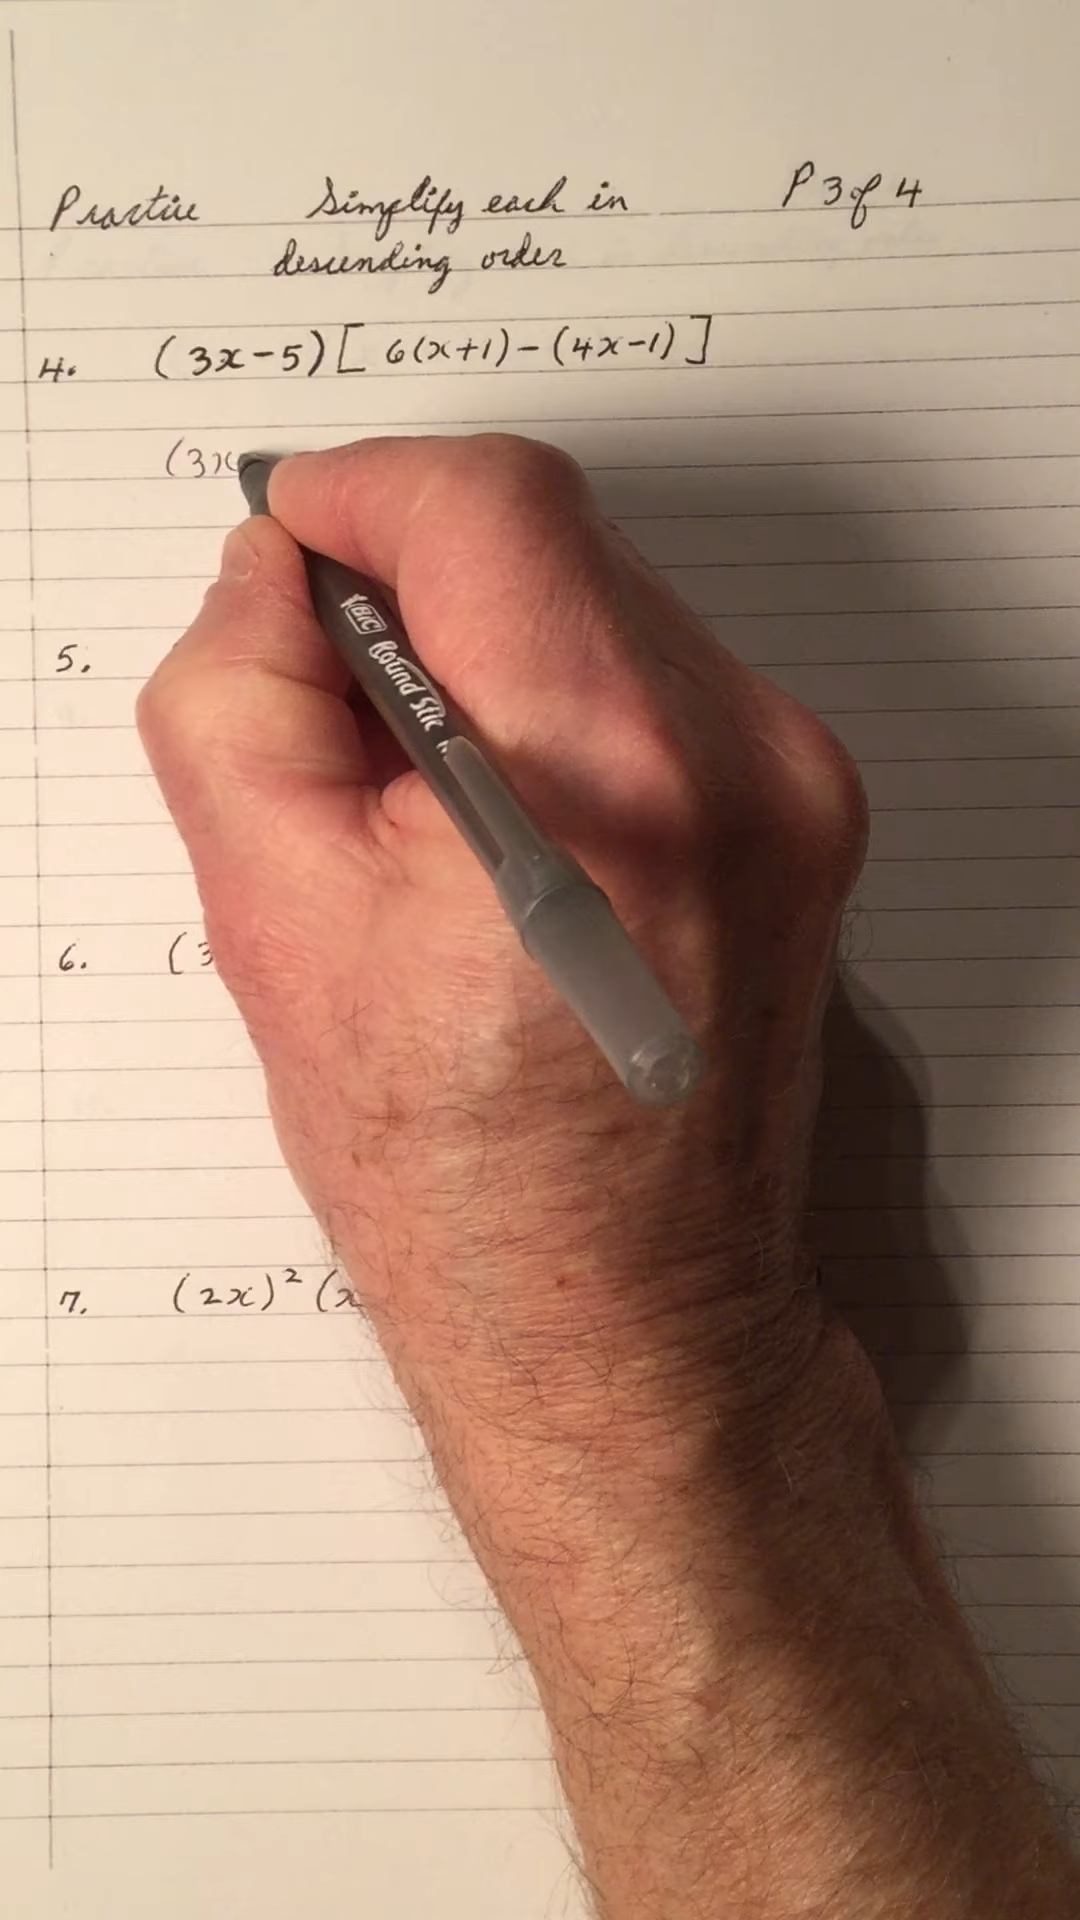 Practice Simplify each in P 3 of 4
descending order
4. (3x-5)[6(x+1)-(4x-1)]
(3x
BIC Round Stic
5.
6. (3
7. (2x)² (x